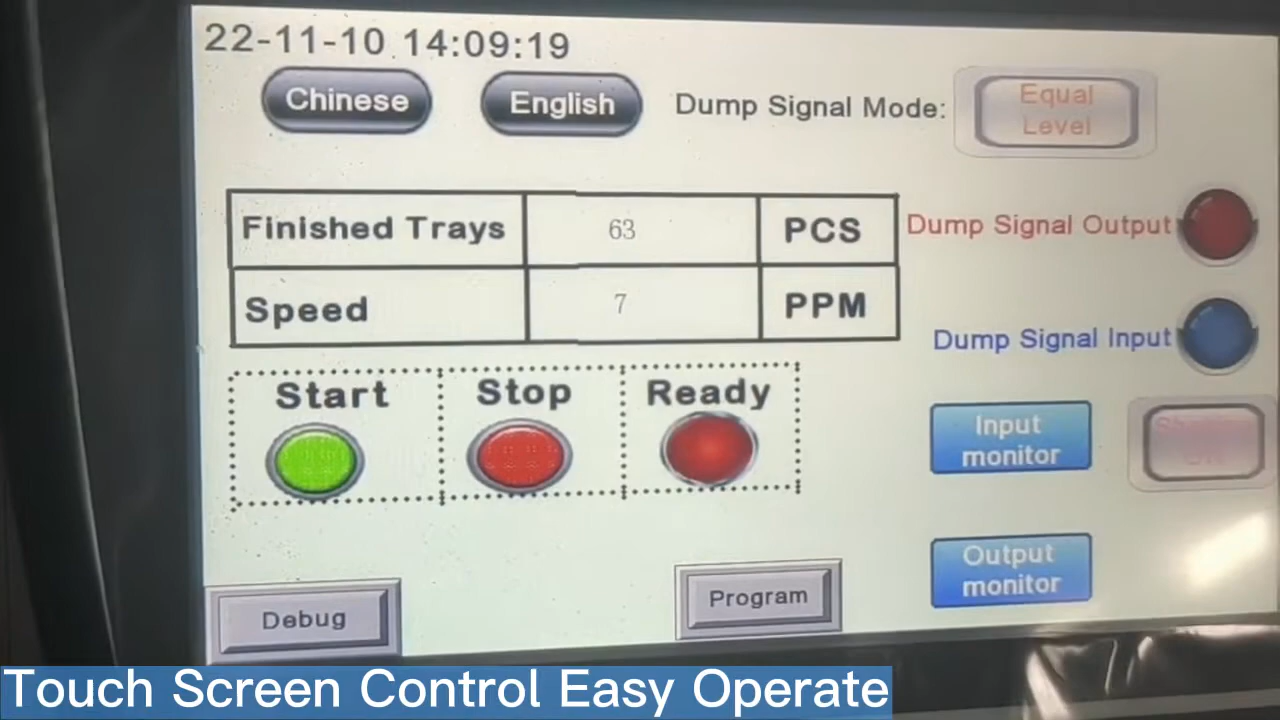 22-11-10 14:09:19
Chinese
English
Dump Signal Mode:
Equal
Level
Finished Trays 63 PCS
Dump Signal Output
Speed 7 PPM
Dump Signal Input
Start
Stop
Ready
Input
monitor
Output
monitor
Debug
Program
Touch Screen Control Easy Operate